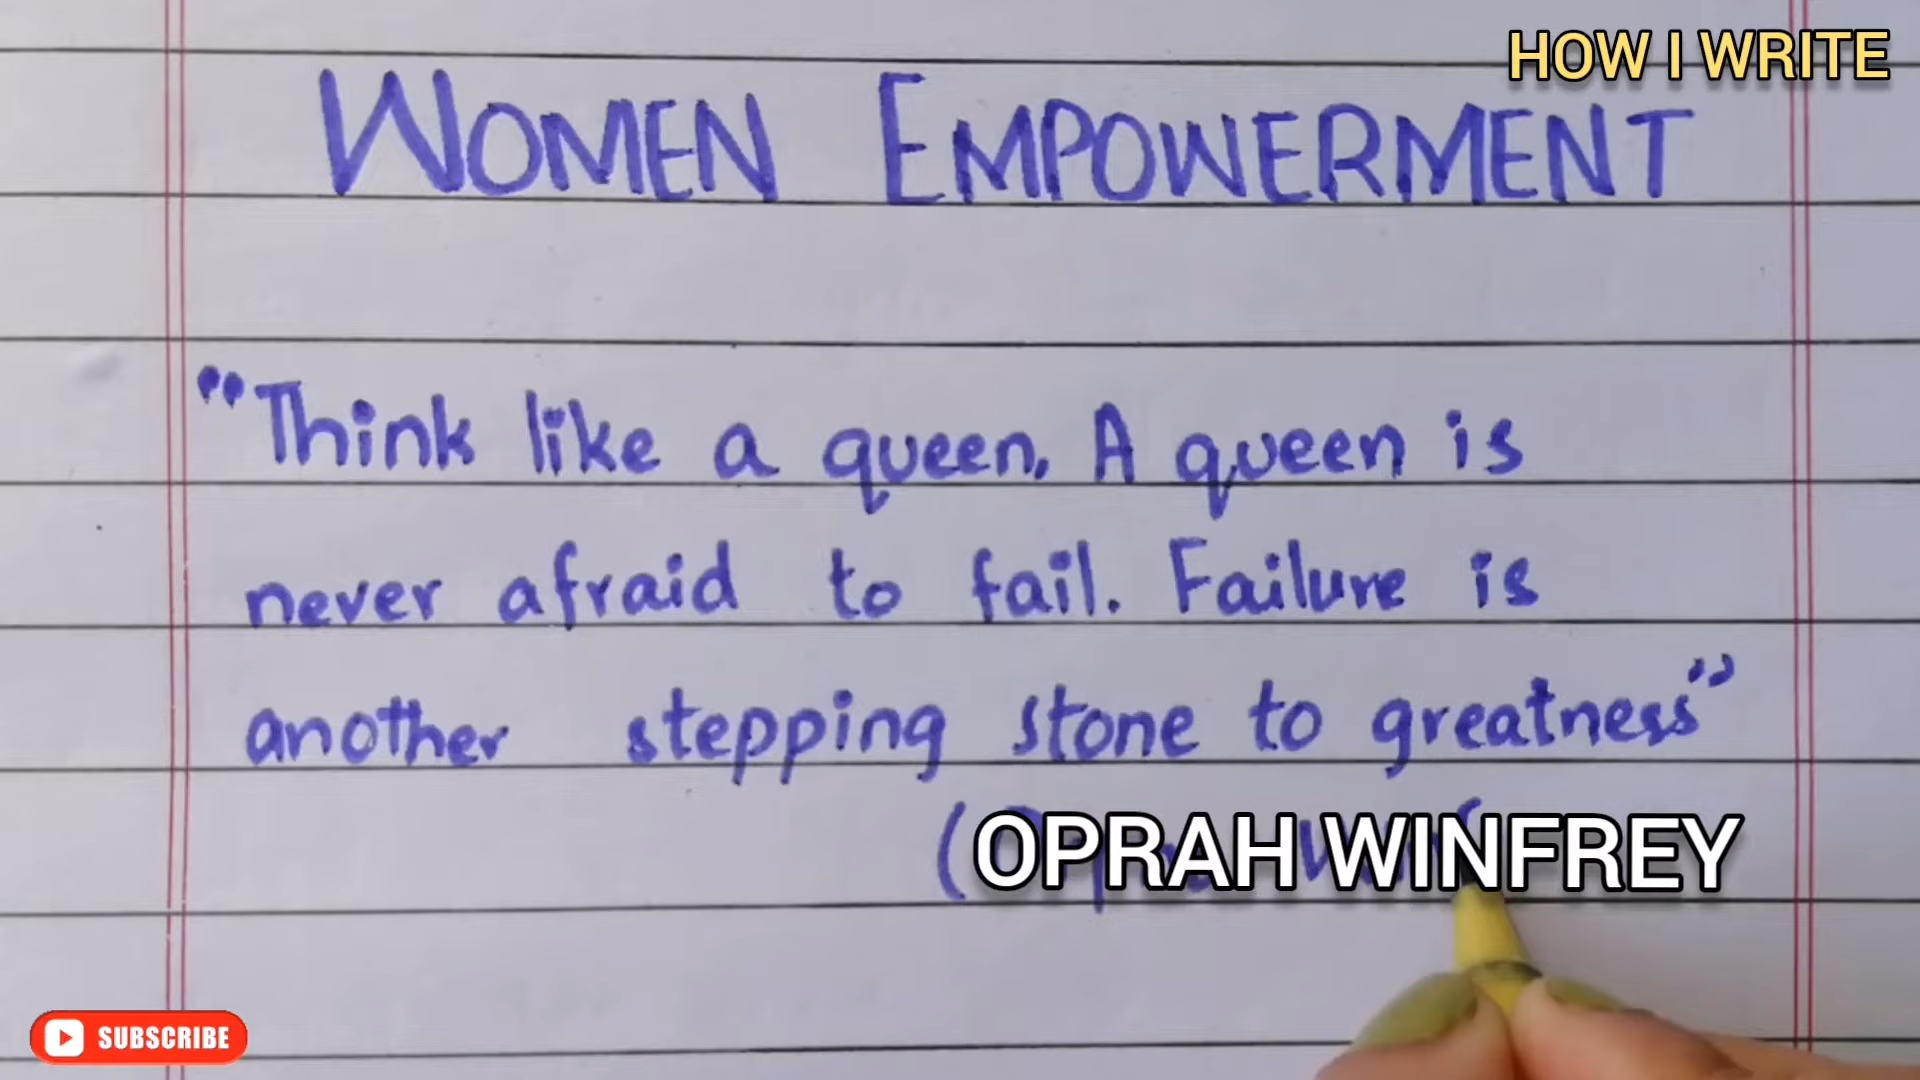 HOW I WRITE
WOMEN EMPOWERMENT
"Think like a queen. A queen is
never afraid to fail. Failure is
another stepping stone to greatness"
(
OPRAH WINFREY
SUBSCRIBE